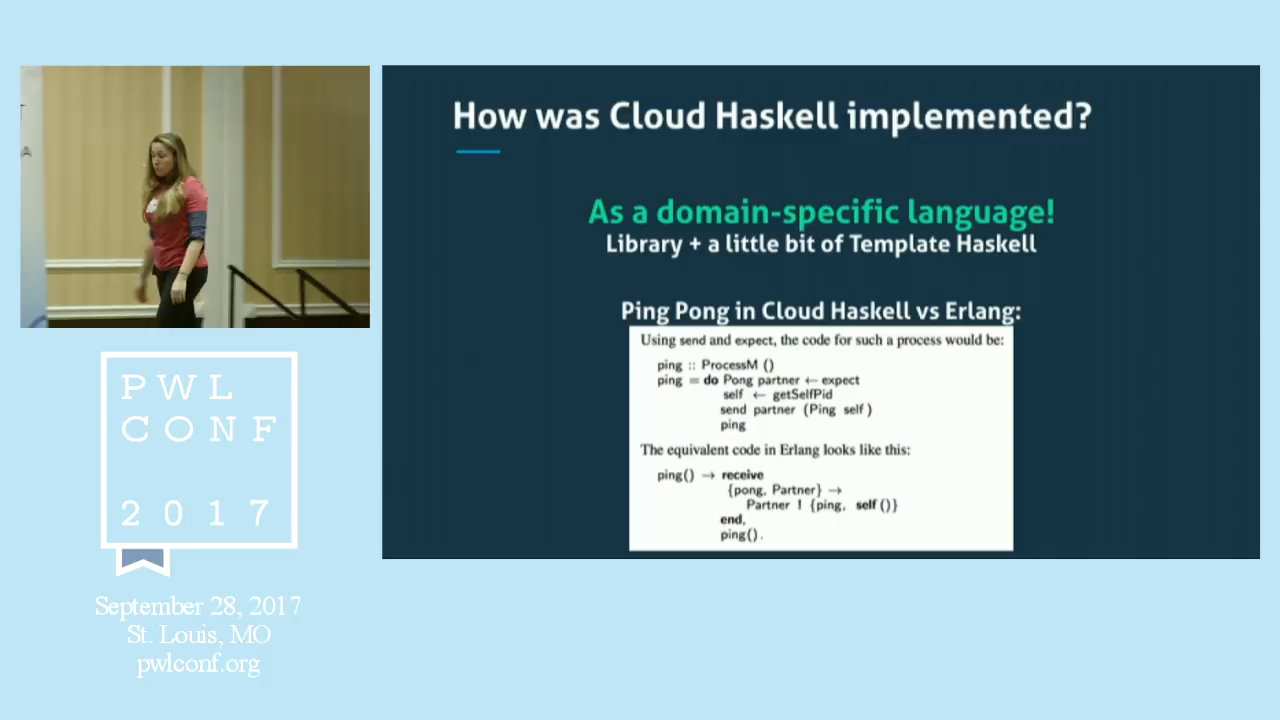 How was Cloud Haskell implemented?
As a domain-specific language!
Library + a little bit of Template Haskell
Ping Pong in Cloud Haskell vs Erlang:
Using send and expect, the code for such a process would be:
ping :: ProcessM ()
ping = do Pong partner ← expect
self ← getSelfPid
send partner (Ping self )
ping
The equivalent code in Erlang looks like this:
ping() → receive
{pong, Partner} →
Partner ! {ping, self ()}
end,
ping().
PWL
CONF
2017
September 28, 2017
St. Louis, MO
pwlconf.org